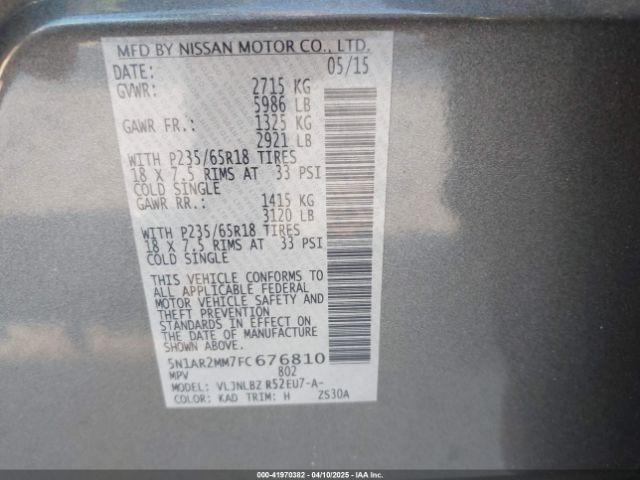 MFD BY NISSAN MOTOR CO., LTD.
DATE: 05/15
GVWR: 2715 KG
5986 LB
GAWR FR.: 1325 KG
2921 LB
WITH P235/65R18 TIRES
18 X 7.5 RIMS AT 33 PSI
COLD SINGLE
GAWR RR.: 1415 KG
3120 LB
WITH P235/65R18 TIRES
18 X 7.5 RIMS AT 33 PSI
COLD SINGLE
THIS VEHICLE CONFORMS TO
ALL APPLICABLE FEDERAL
MOTOR VEHICLE SAFETY AND
THEFT PREVENTION
STANDARDS IN EFFECT ON
THE DATE OF MANUFACTURE
5N1AR2MM7FC676810
MPV 802
MODEL: VLJNLBZ R52EU7-A-
COLOR: KAD TRIM: H ZS30A
000-41970382 | 04/10/2025 - IAA Inc.